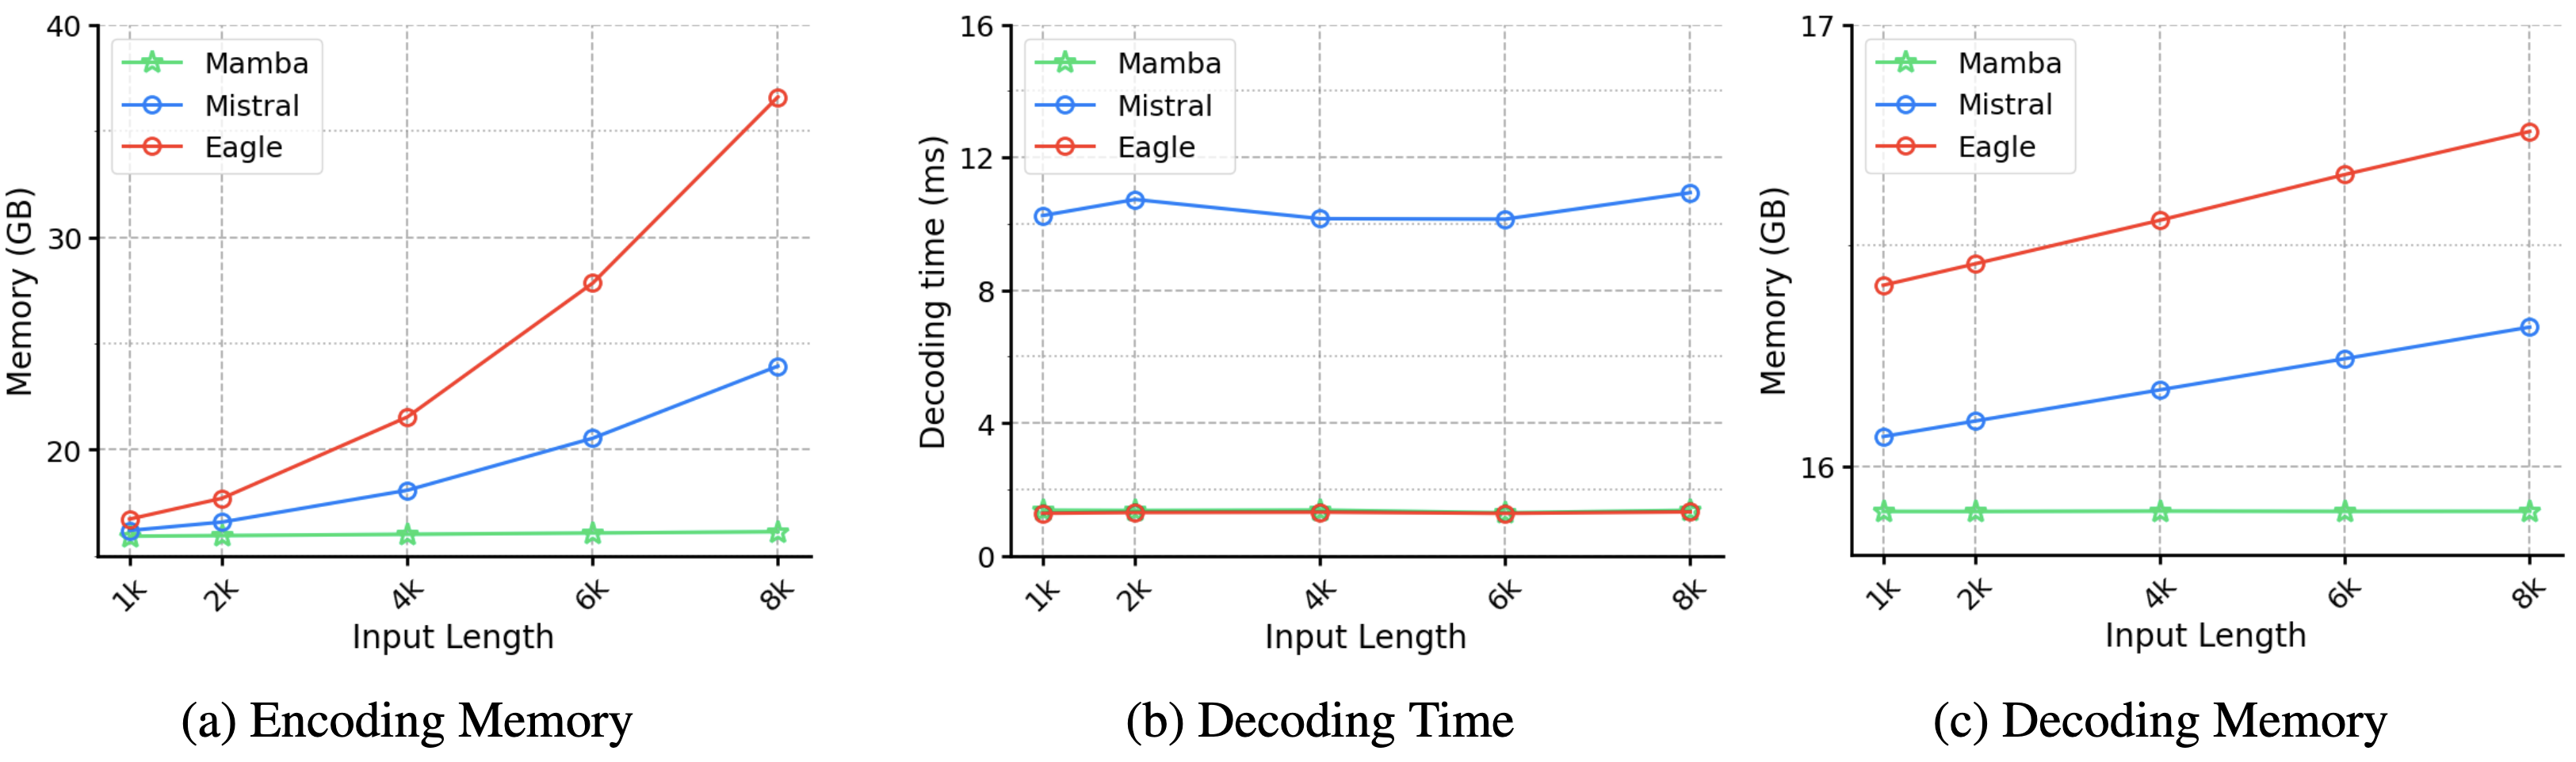 40
30
20
Memory (GB)
Mamba
Mistral
Eagle
1k 2k 4k 6k 8k
Input Length
(a) Encoding Memory
16
12
8
4
0
Decoding time (ms)
Mamba
Mistral
Eagle
1k 2k 4k 6k 8k
Input Length
(b) Decoding Time
17
16
Memory (GB)
Mamba
Mistral
Eagle
1k 2k 4k 6k 8k
Input Length
(c) Decoding Memory